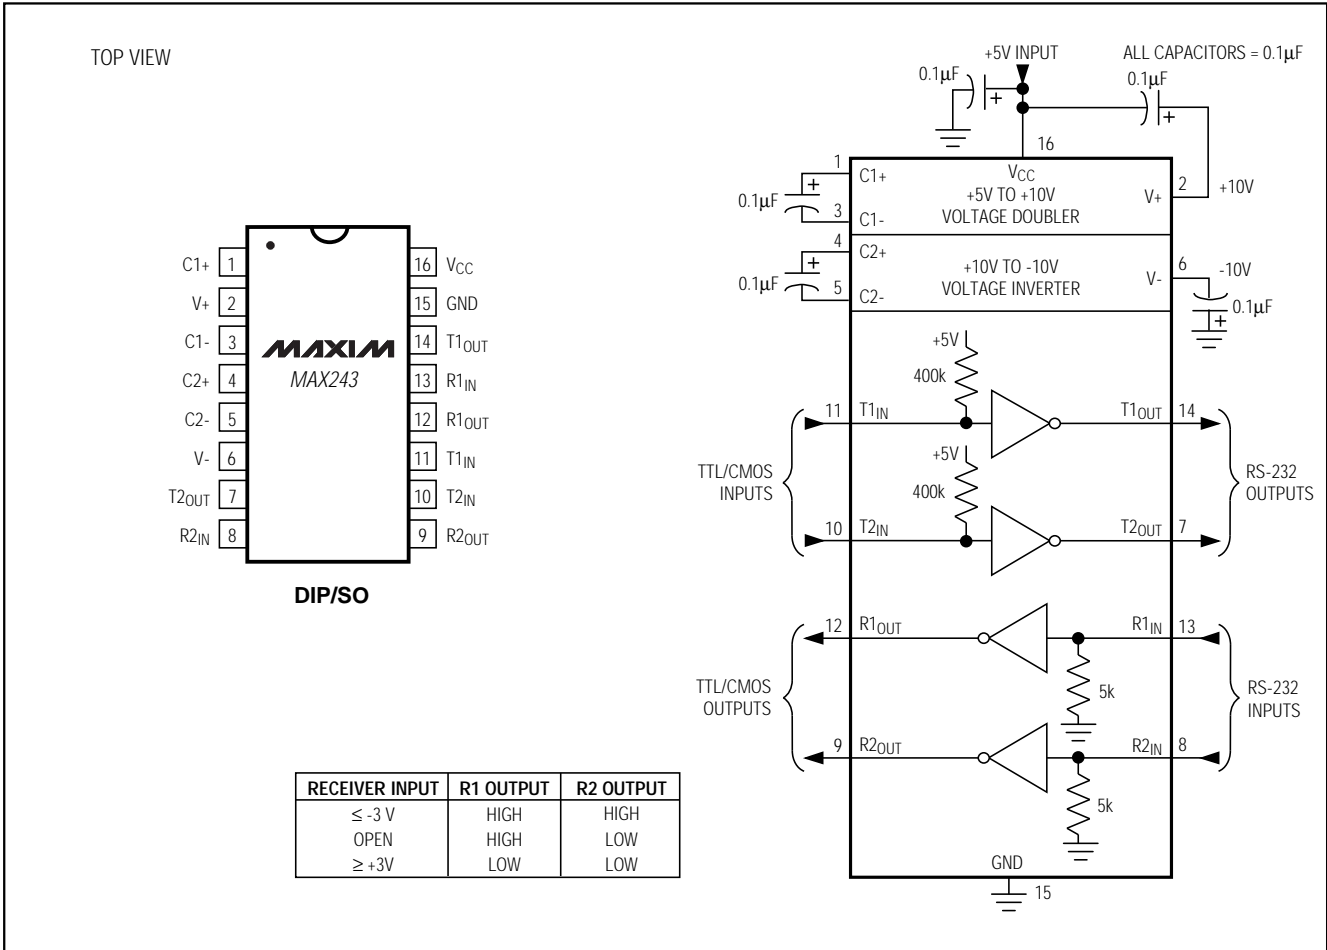 TOP VIEW
+5V INPUT
ALL CAPACITORS = 0.1µF
0.1µF
0.1µF
16
1
C1+
VCC
+5V TO +10V
VOLTAGE DOUBLER
V+
2
+10V
0.1µF
3
C1-
4
C2+
+10V TO -10V
VOLTAGE INVERTER
V-
6
-10V
0.1µF
5
C2-
0.1µF
C1+ 1
16 VCC
V+ 2
15 GND
C1- 3
14 T1OUT
C2+ 4
13 R1IN
C2- 5
12 R1OUT
V- 6
11 T1IN
T2OUT 7
10 T2IN
R2IN 8
9 R2OUT
MAXIM
MAX243
DIP/SO
+5V
400k
11 T1IN
T1OUT 14
+5V
400k
TTL/CMOS
INPUTS
RS-232
OUTPUTS
10 T2IN
T2OUT 7
12 R1OUT
R1IN 13
5k
TTL/CMOS
OUTPUTS
RS-232
INPUTS
9 R2OUT
R2IN 8
5k
GND
15
RECEIVER INPUT R1 OUTPUT R2 OUTPUT
≤ -3 V HIGH HIGH
OPEN HIGH LOW
≥ +3V LOW LOW